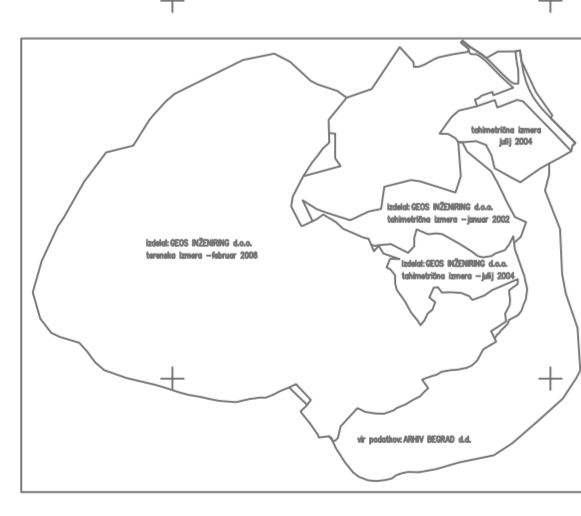 tahimetrična izmera
julij 2004
izdelal: GEOS INŽENIRING d.o.o.
tahimetrična izmera -januar 2002
izdelal: GEOS INŽENIRING d.o.o.
terenska izmera -februar 2006
izdelal: GEOS INŽENIRING d.o.o.
tahimetrična izmera -julij 2004
vir podatkov: ARHIV BEGRAD d.d.